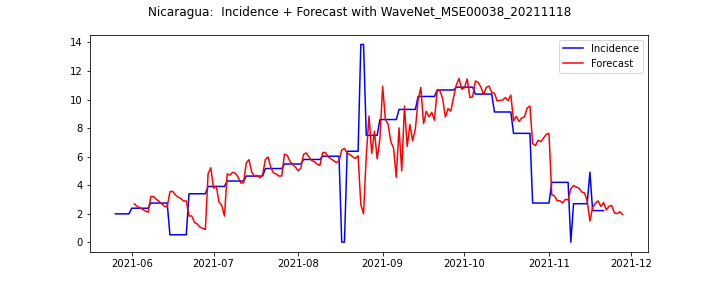 Nicaragua:  Incidence + Forecast with WaveNet_MSE00038_20211118
Incidence
Forecast
14
12
10
8
6
4
2
0
2021-06 2021-07 2021-08 2021-09 2021-10 2021-11 2021-12